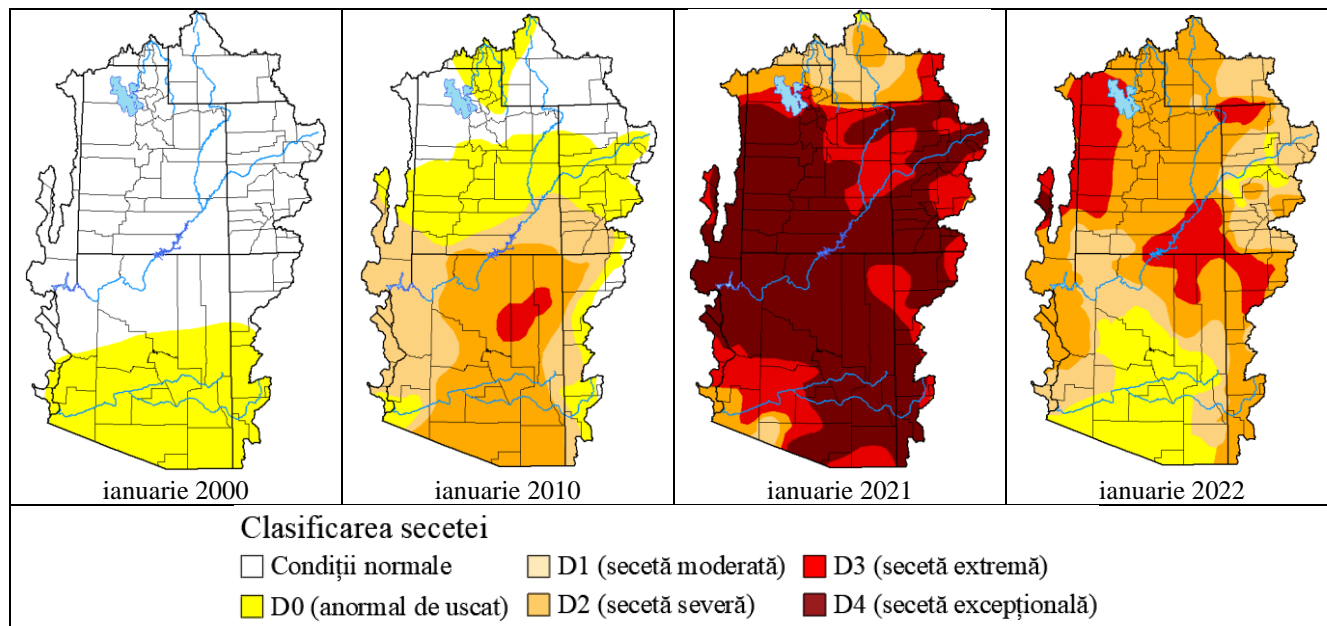 ianuarie 2000
ianuarie 2010
ianuarie 2021
ianuarie 2022
Clasificarea secetei
Condiții normale
D1 (secetă moderată)
D3 (secetă extremă)
D0 (anormal de uscat)
D2 (secetă severă)
D4 (secetă excepțională)